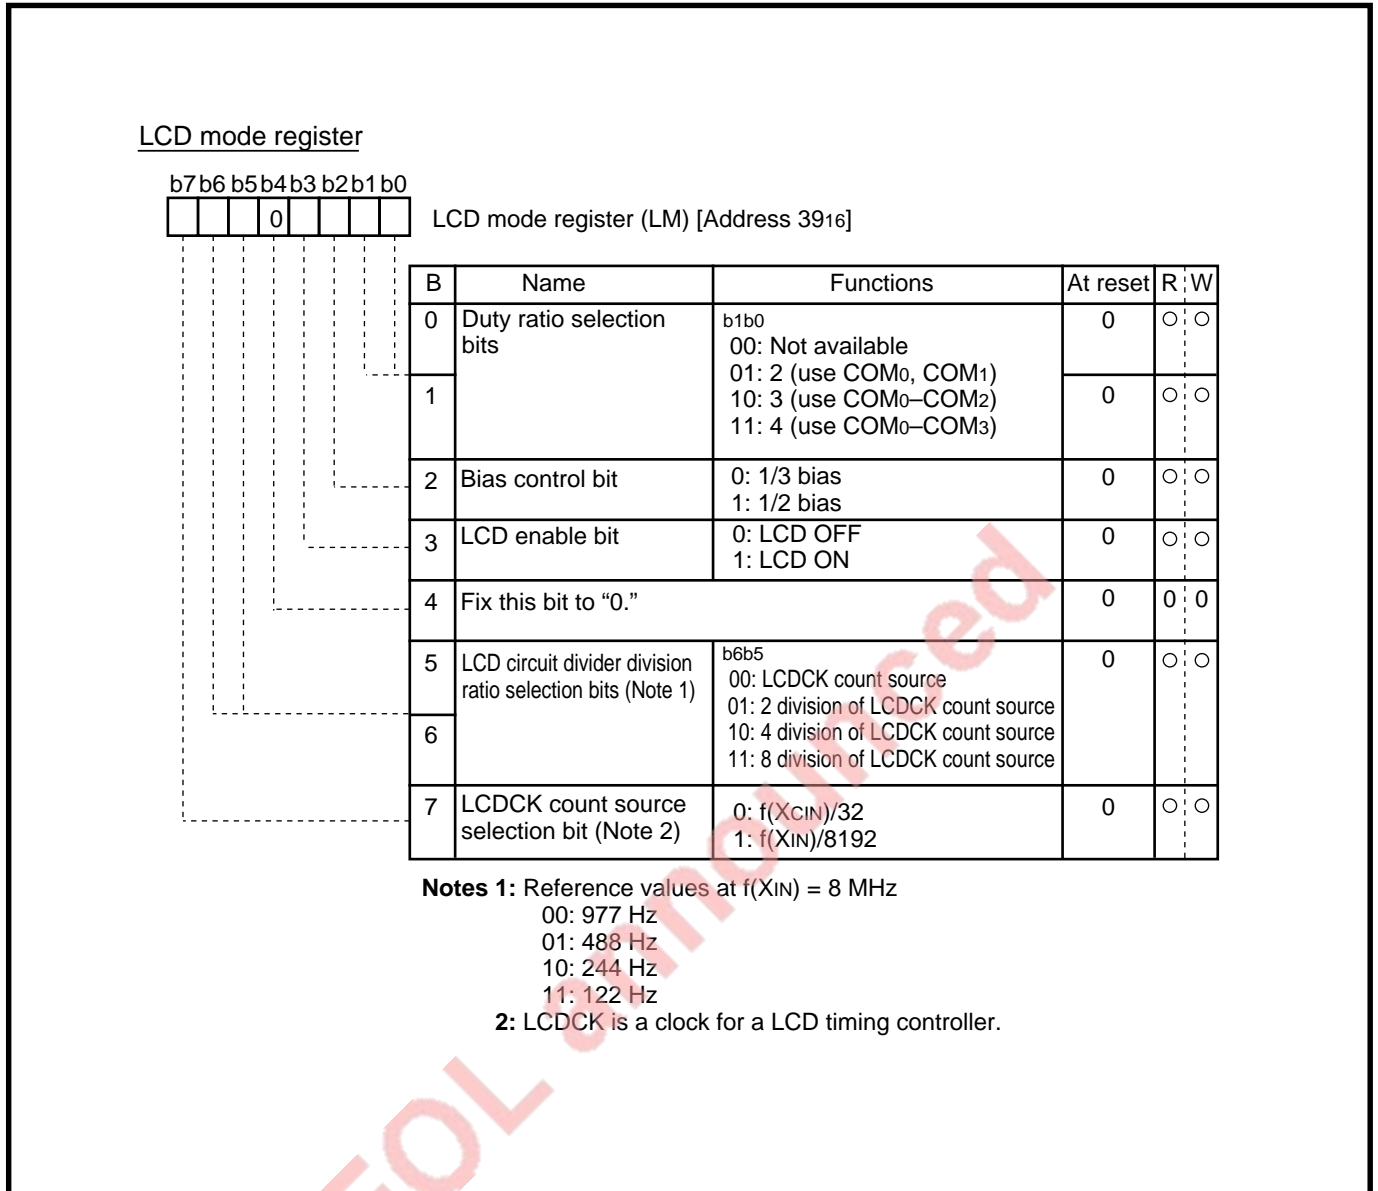 LCD mode register
b7 b6 b5 b4 b3 b2 b1 b0
0
LCD mode register (LM) [Address 3916]
B Name Functions At reset R W
0 Duty ratio selection bits
b1b0
00: Not available
01: 2 (use COM0, COM1)
10: 3 (use COM0–COM2)
11: 4 (use COM0–COM3)
0 ○ ○
1 0 ○ ○
2 Bias control bit
0: 1/3 bias
1: 1/2 bias
0 ○ ○
3 LCD enable bit
0: LCD OFF
1: LCD ON
0 ○ ○
4 Fix this bit to “0.” 0 0 0
5 LCD circuit divider division
ratio selection bits (Note 1)
b6b5
00: LCDCK count source
01: 2 division of LCDCK count source
10: 4 division of LCDCK count source
11: 8 division of LCDCK count source
0 ○ ○
6
7 LCDCK count source
selection bit (Note 2)
0: f(XCIN)/32
1: f(XIN)/8192
0 ○ ○
Notes 1: Reference values at f(XIN) = 8 MHz
00: 977 Hz
01: 488 Hz
10: 244 Hz
11: 122 Hz
2: LCDCK is a clock for a LCD timing controller.
EOL announced